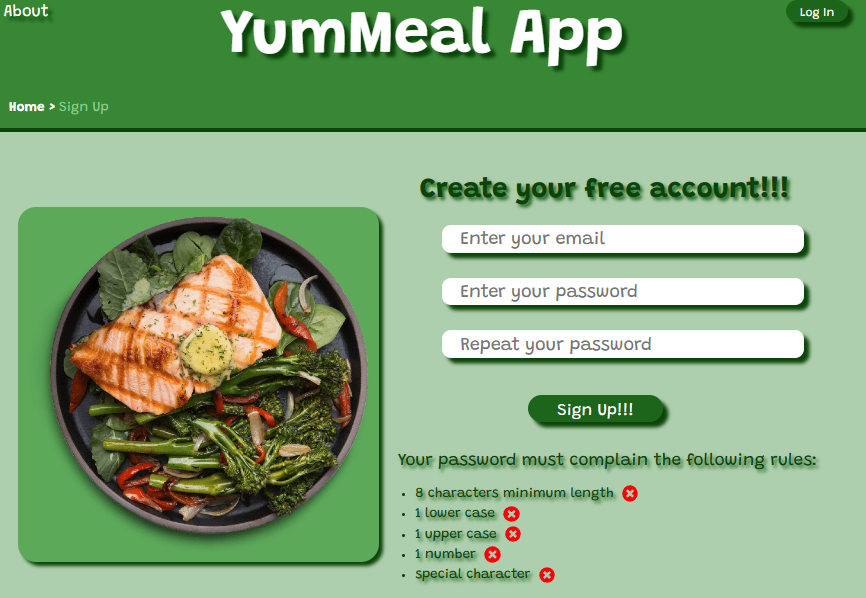 About
YumMeal App
Log In
Home > Sign Up
Create your free account!!!
Enter your email
Enter your password
Repeat your password
Sign Up!!!
Your password must complain the following rules:
• 8 characters minimum length
• 1 lower case
• 1 upper case
• 1 number
• special character